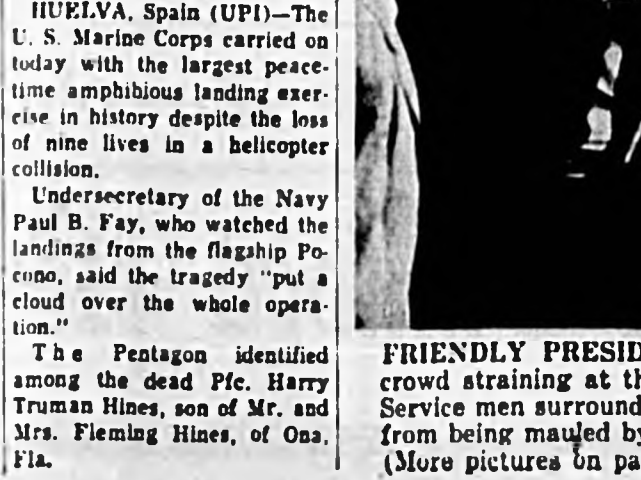 HUELVA, Spain (UPI)—The
U. S. Marine Corps carried on
today with the largest peace-
time amphibious landing exer-
cise in history despite the loss
of nine lives in a helicopter
collision.
Undersecretary of the Navy
Paul B. Fay, who watched the
landings from the flagship Po-
cono, said the tragedy "put a
cloud over the whole opera-
tion."
The Pentagon identified
among the dead Pfc. Harry
Truman Hines, son of Mr. and
Mrs. Fleming Hines, of Ona,
Fla.
FRIENDLY PRESID
crowd straining at th
Service men surround
from being mauled by
(More pictures on pa